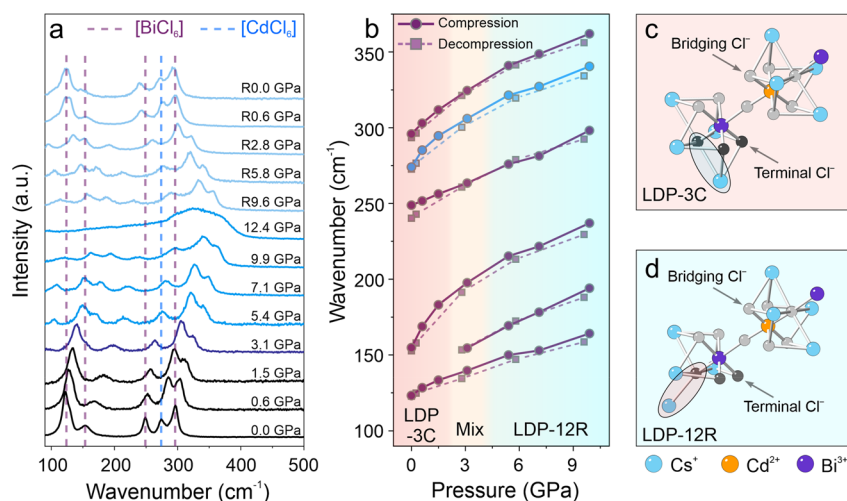 a
[BiCl₆]
[CdCl₆]
R0.0 GPa
R0.6 GPa
R2.8 GPa
R5.8 GPa
R9.6 GPa
12.4 GPa
9.9 GPa
7.1 GPa
5.4 GPa
3.1 GPa
1.5 GPa
0.6 GPa
0.0 GPa
Intensity (a.u.)
100 200 300 400 500
Wavenumber (cm⁻¹)
b
Compression
Decompression
350
300
250
200
150
100
Wavenumber (cm⁻¹)
LDP
-3C
Mix
LDP-12R
0 3 6 9
Pressure (GPa)
c
Bridging Cl⁻
Terminal Cl⁻
LDP-3C
d
Bridging Cl⁻
Terminal Cl⁻
LDP-12R
Cs⁺ Cd²⁺ Bi³⁺